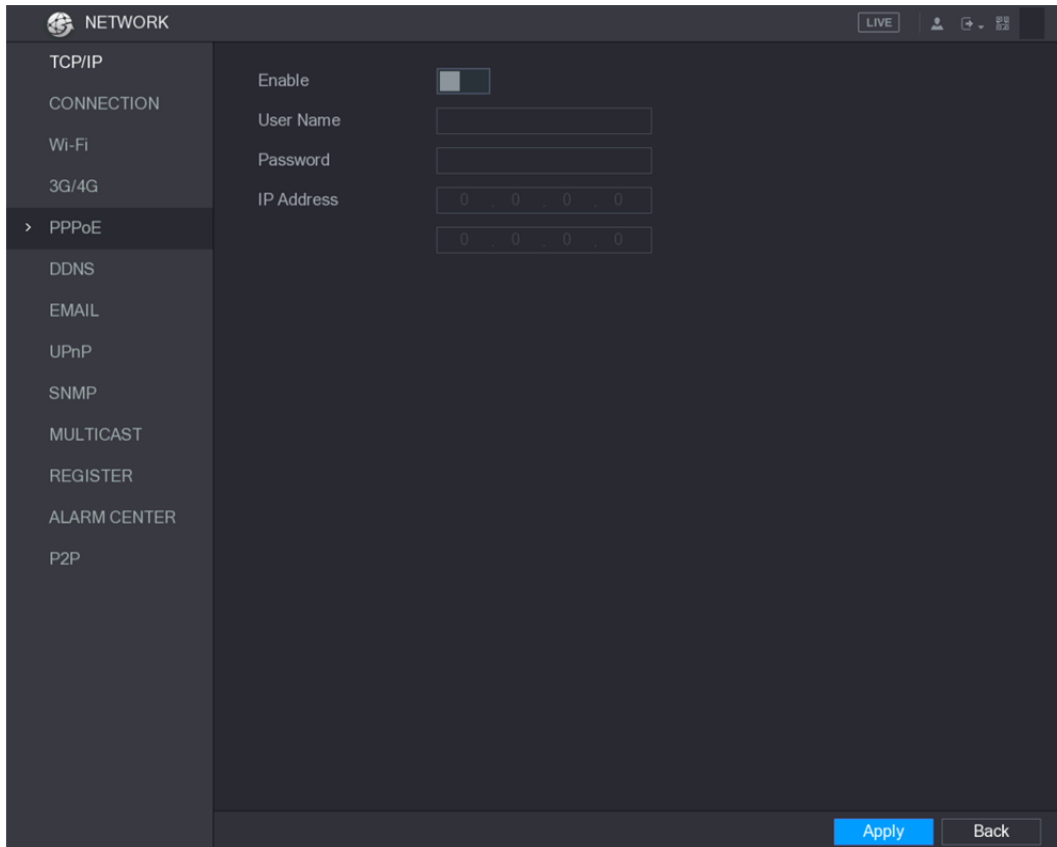 NETWORK
LIVE
TCP/IP
CONNECTION
Wi-Fi
3G/4G
PPPoE
DDNS
EMAIL
UPnP
SNMP
MULTICAST
REGISTER
ALARM CENTER
P2P
Enable
User Name
Password
IP Address
0 . 0 . 0 . 0
0 . 0 . 0 . 0
Apply
Back